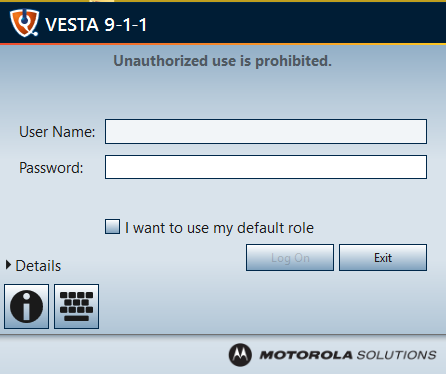 VESTA 9-1-1
Unauthorized use is prohibited.
User Name:
Password:
I want to use my default role
Log On
Exit
Details
MOTOROLA SOLUTIONS